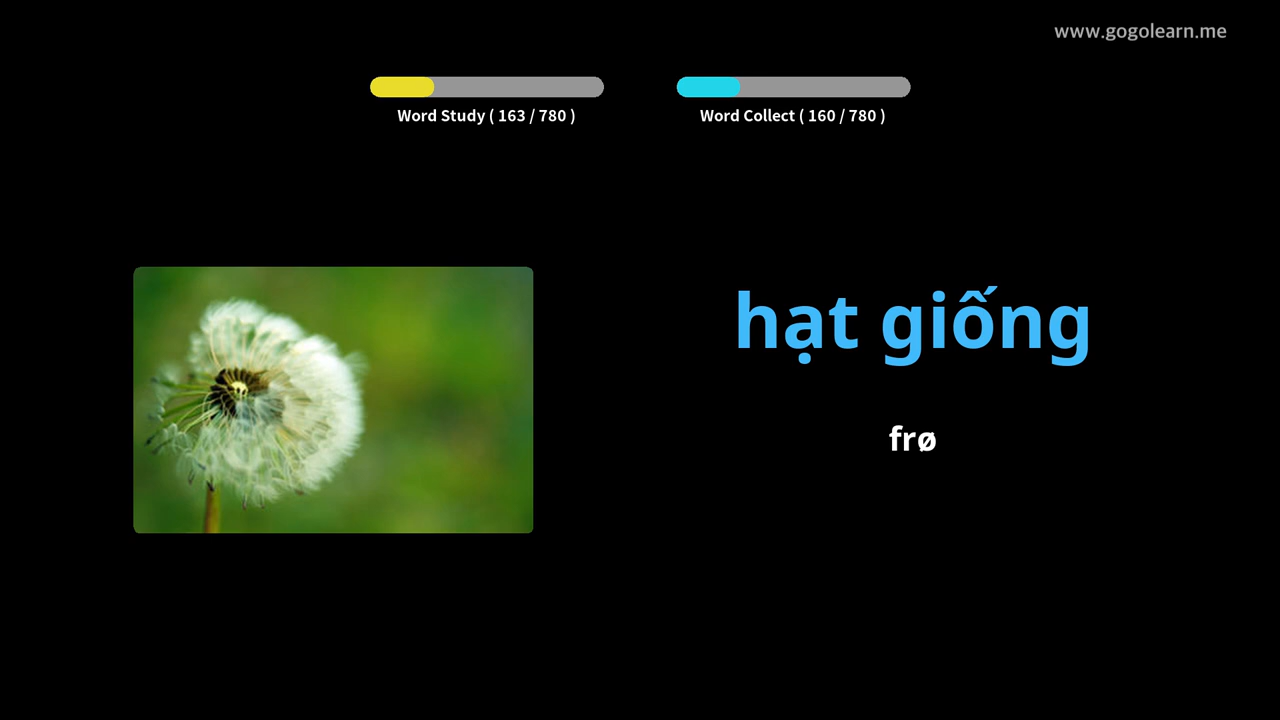 www.gogolearn.me
Word Study ( 163 / 780 )
Word Collect ( 160 / 780 )
hạt giống
frø